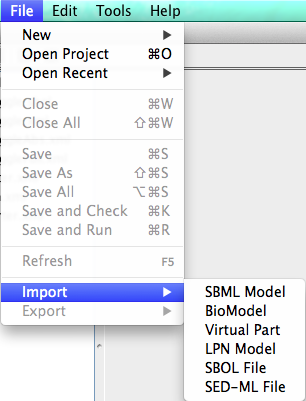 File Edit Tools Help
New
Open Project ⌘O
Open Recent
Close ⌘W
Close All ⇧⌘W
Save ⌘S
Save As ⇧⌘S
Save All ⌥⌘S
Save and Check ⌘K
Save and Run ⌘R
Refresh F5
Import
Export
SBML Model
BioModel
Virtual Part
LPN Model
SBOL File
SED-ML File